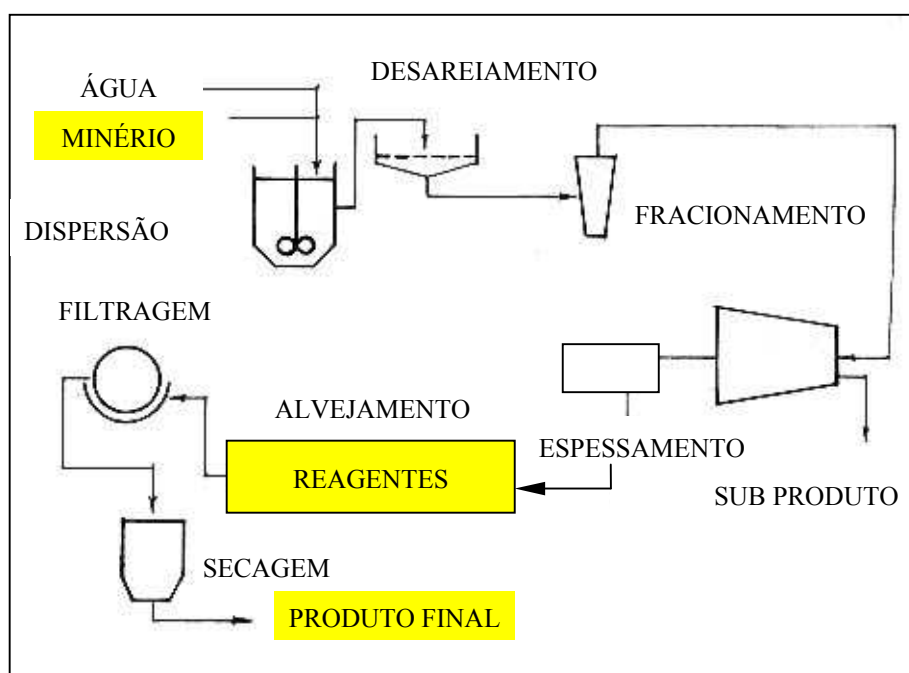 DESAREIAMENTO
ÁGUA
MINÉRIO
FRACIONAMENTO
DISPERSÃO
FILTRAGEM
ALVEJAMENTO
ESPESSAMENTO
REAGENTES
SUB PRODUTO
SECAGEM
PRODUTO FINAL